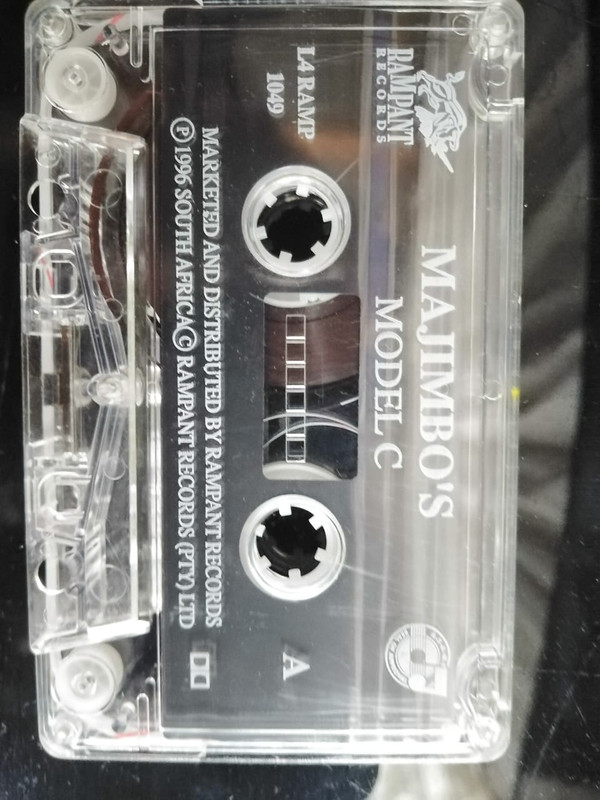 MAJIMBO'S
MODEL C
RAMPANT
RECORDS
L4 RAMP
1049
A
MARKETED AND DISTRIBUTED BY RAMPANT RECORDS
Ⓟ 1996 SOUTH AFRICA © RAMPANT RECORDS (PTY) LTD